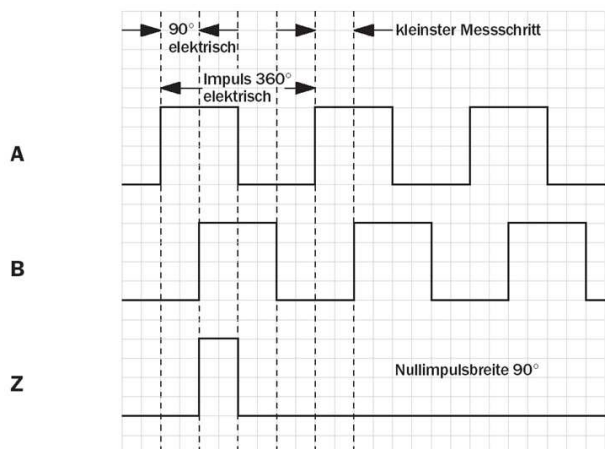 90°
elektrisch
kleinster Messschritt
Impuls 360°
elektrisch
A
B
Z
Nullimpulsbreite 90°